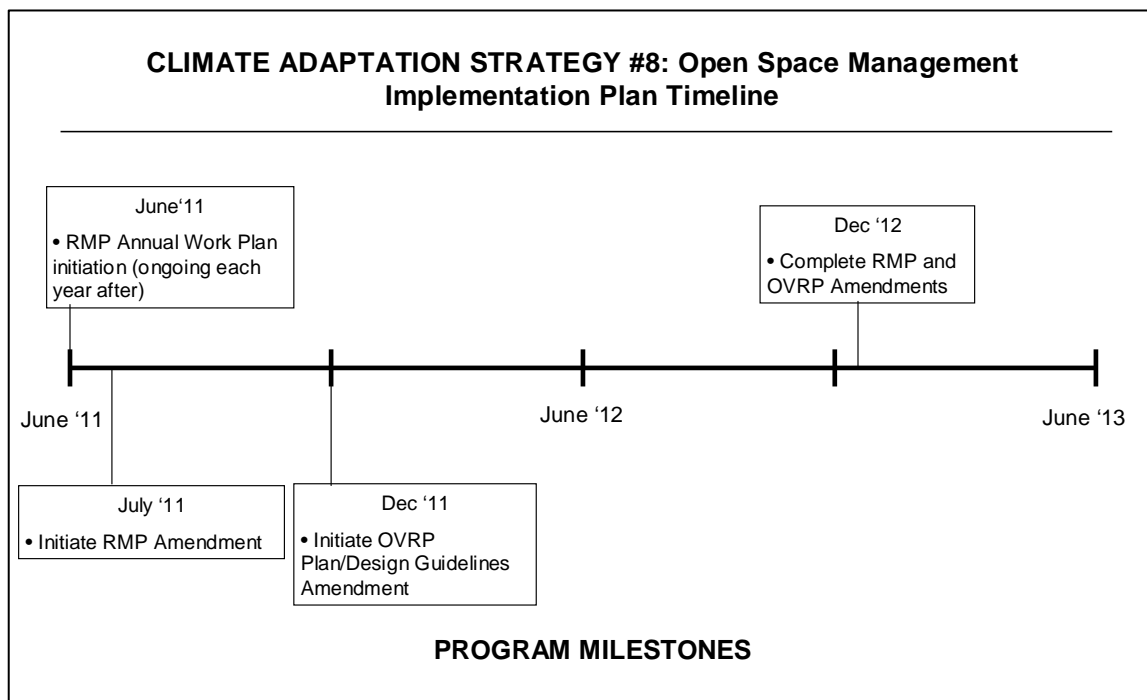 CLIMATE ADAPTATION STRATEGY #8: Open Space Management
Implementation Plan Timeline
June‘11
• RMP Annual Work Plan
initiation (ongoing each
year after)
Dec ‘12
• Complete RMP and
OVRP Amendments
June ‘11
June ‘12
June ‘13
July ‘11
• Initiate RMP Amendment
Dec ‘11
• Initiate OVRP
Plan/Design Guidelines
Amendment
PROGRAM MILESTONES